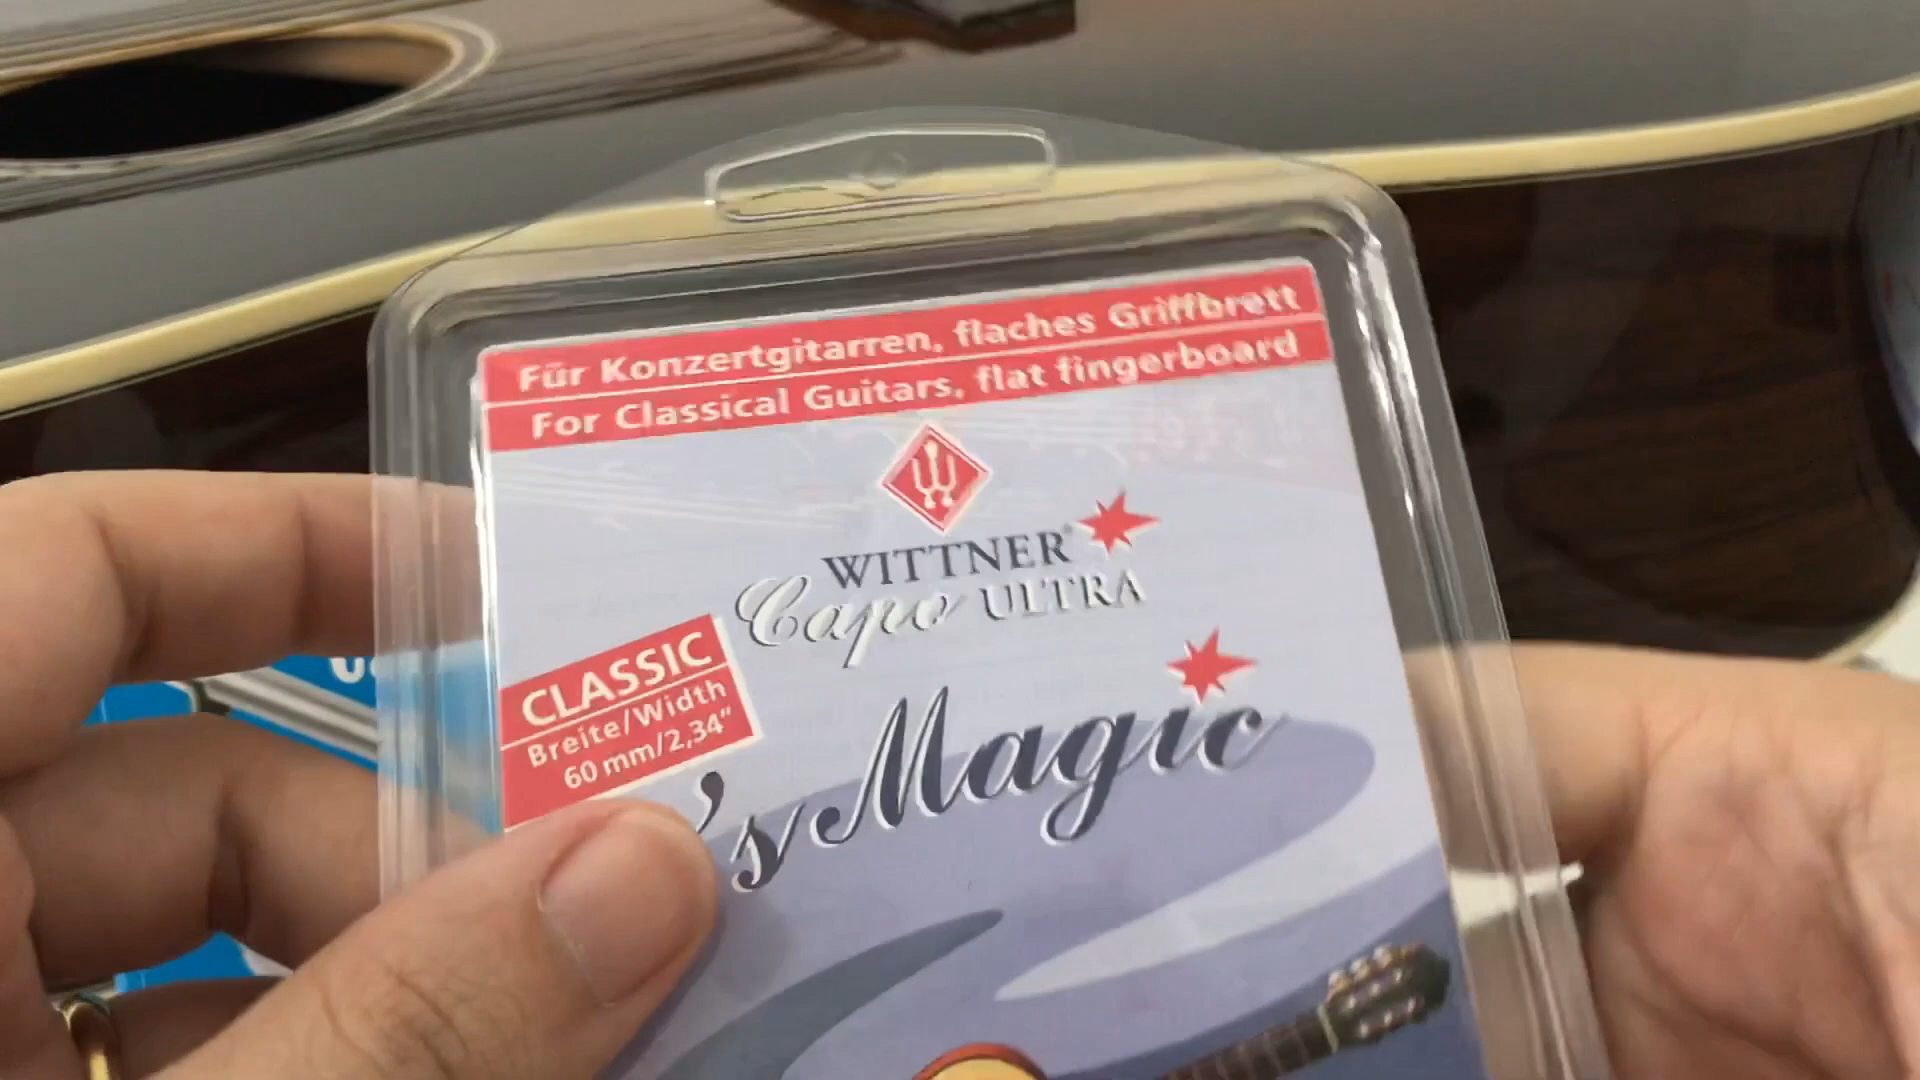 Für Konzertgitarren, flaches Griffbrett
For Classical Guitars, flat fingerboard
WITTNER®
Capo ULTRA
CLASSIC
Breite/Width
60 mm/2,34"
's Magic